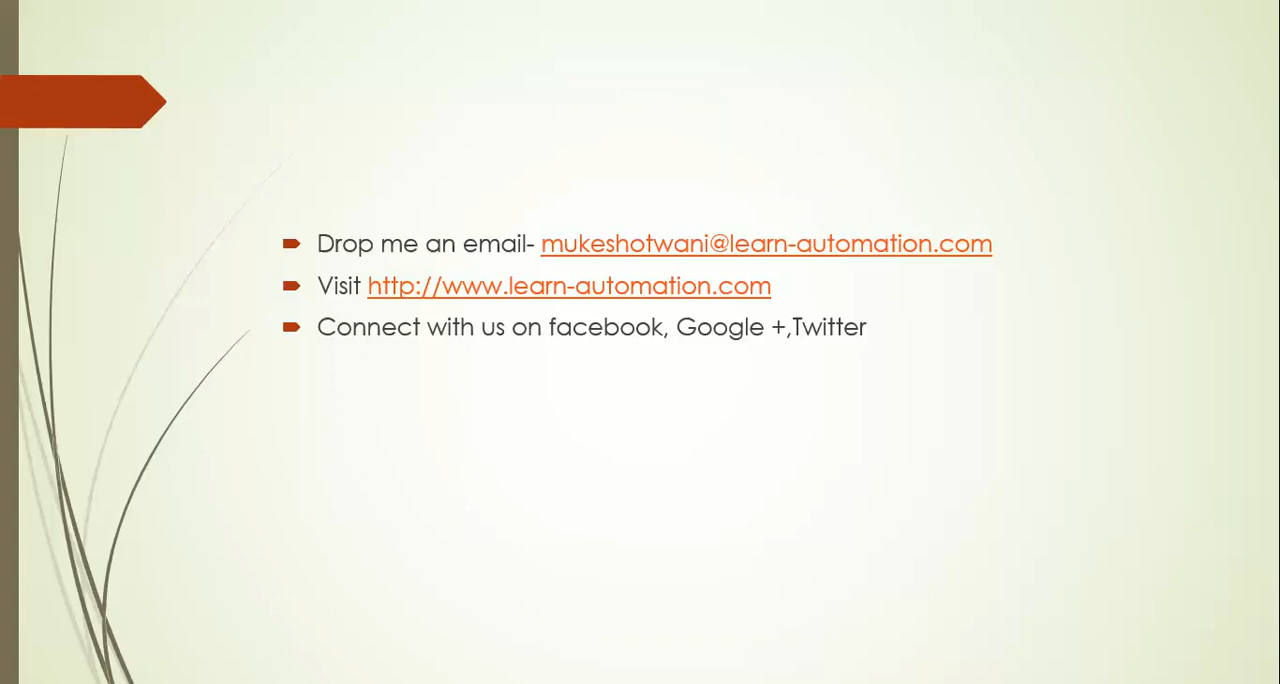 Drop me an email- mukeshotwani@learn-automation.com
Visit http://www.learn-automation.com
Connect with us on facebook, Google +,Twitter